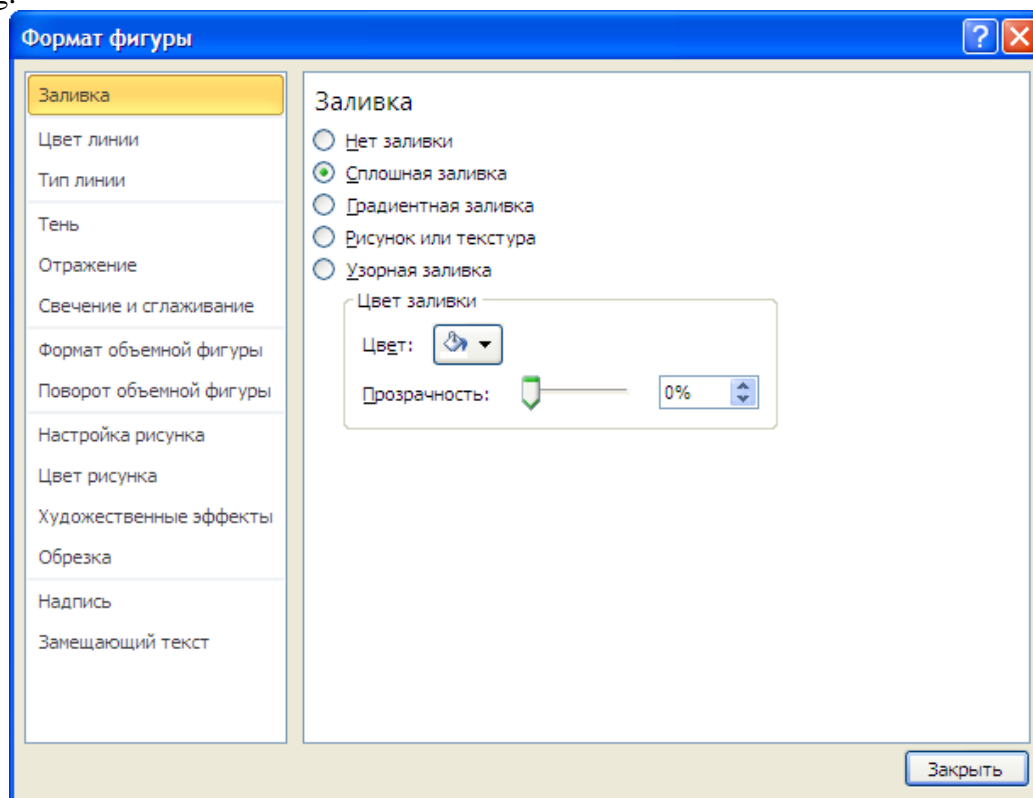 Формат фигуры
Заливка
Цвет линии
Тип линии
Тень
Отражение
Свечение и сглаживание
Формат объемной фигуры
Поворот объемной фигуры
Настройка рисунка
Цвет рисунка
Художественные эффекты
Обрезка
Надпись
Замещающий текст
Заливка
Нет заливки
Сплошная заливка
Градиентная заливка
Рисунок или текстура
Узорная заливка
Цвет заливки
Цвет:
Прозрачность: 0%
Закрыть